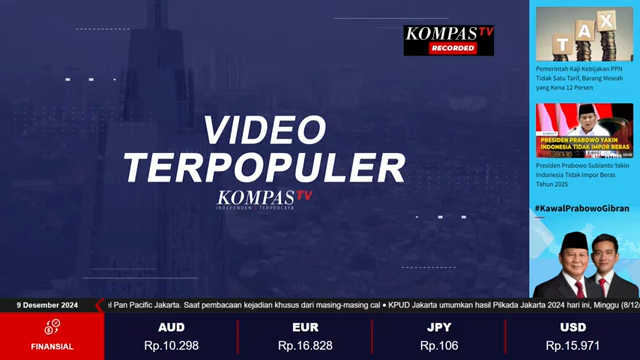 KOMPAS TV
RECORDED
VIDEO
TERPOPULER
KOMPAS TV
INDEPENDEN | TERPERCAYA
TAX
Pemerintah Kaji Kebijakan PPN
Tidak Satu Tarif, Barang Mewah
yang Kena 12 Persen
PRESIDEN PRABOWO YAKIN
INDONESIA TIDAK IMPOR BERAS
Presiden Prabowo Subianto Yakin
Indonesia Tidak Impor Beras
Tahun 2025
#KawalPrabowoGibran
9 Desember 2024
el Pan Pacific Jakarta. Saat pembacaan kejadian khusus dari masing-masing cal ● KPUD Jakarta umumkan hasil Pilkada Jakarta 2024 hari ini, Minggu (8/12/
FINANSIAL
AUD
Rp.10.298
EUR
Rp.16.828
JPY
Rp.106
USD
Rp.15.971